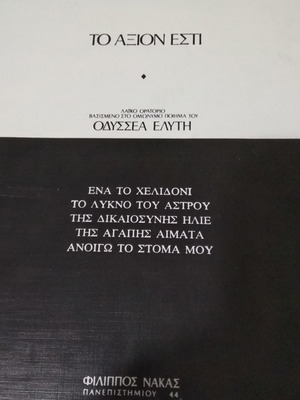 ΤΟ ΑΞΙΟΝ ΕΣΤΙ
ΛΑΪΚΟ ΟΡΑΤΟΡΙΟ
ΒΑΣΙΣΜΕΝΟ ΣΤΟ ΟΜΩΝΥΜΟ ΠΟΙΗΜΑ ΤΟΥ
ΟΔΥΣΣΕΑ ΕΛΥΤΗ
ΕΝΑ ΤΟ ΧΕΛΙΔΟΝΙ
ΤΟ ΛΥΚΝΟ ΤΟΥ ΑΣΤΡΟΥ
ΤΗΣ ΔΙΚΑΙΟΣΥΝΗΣ ΗΛΙΕ
ΤΗΣ ΑΓΑΠΗΣ ΑΙΜΑΤΑ
ΑΝΟΙΓΩ ΤΟ ΣΤΟΜΑ ΜΟΥ
ΦΙΛΙΠΠΟΣ ΝΑΚΑΣ
ΠΑΝΕΠΙΣΤΗΜΙΟΥ 44